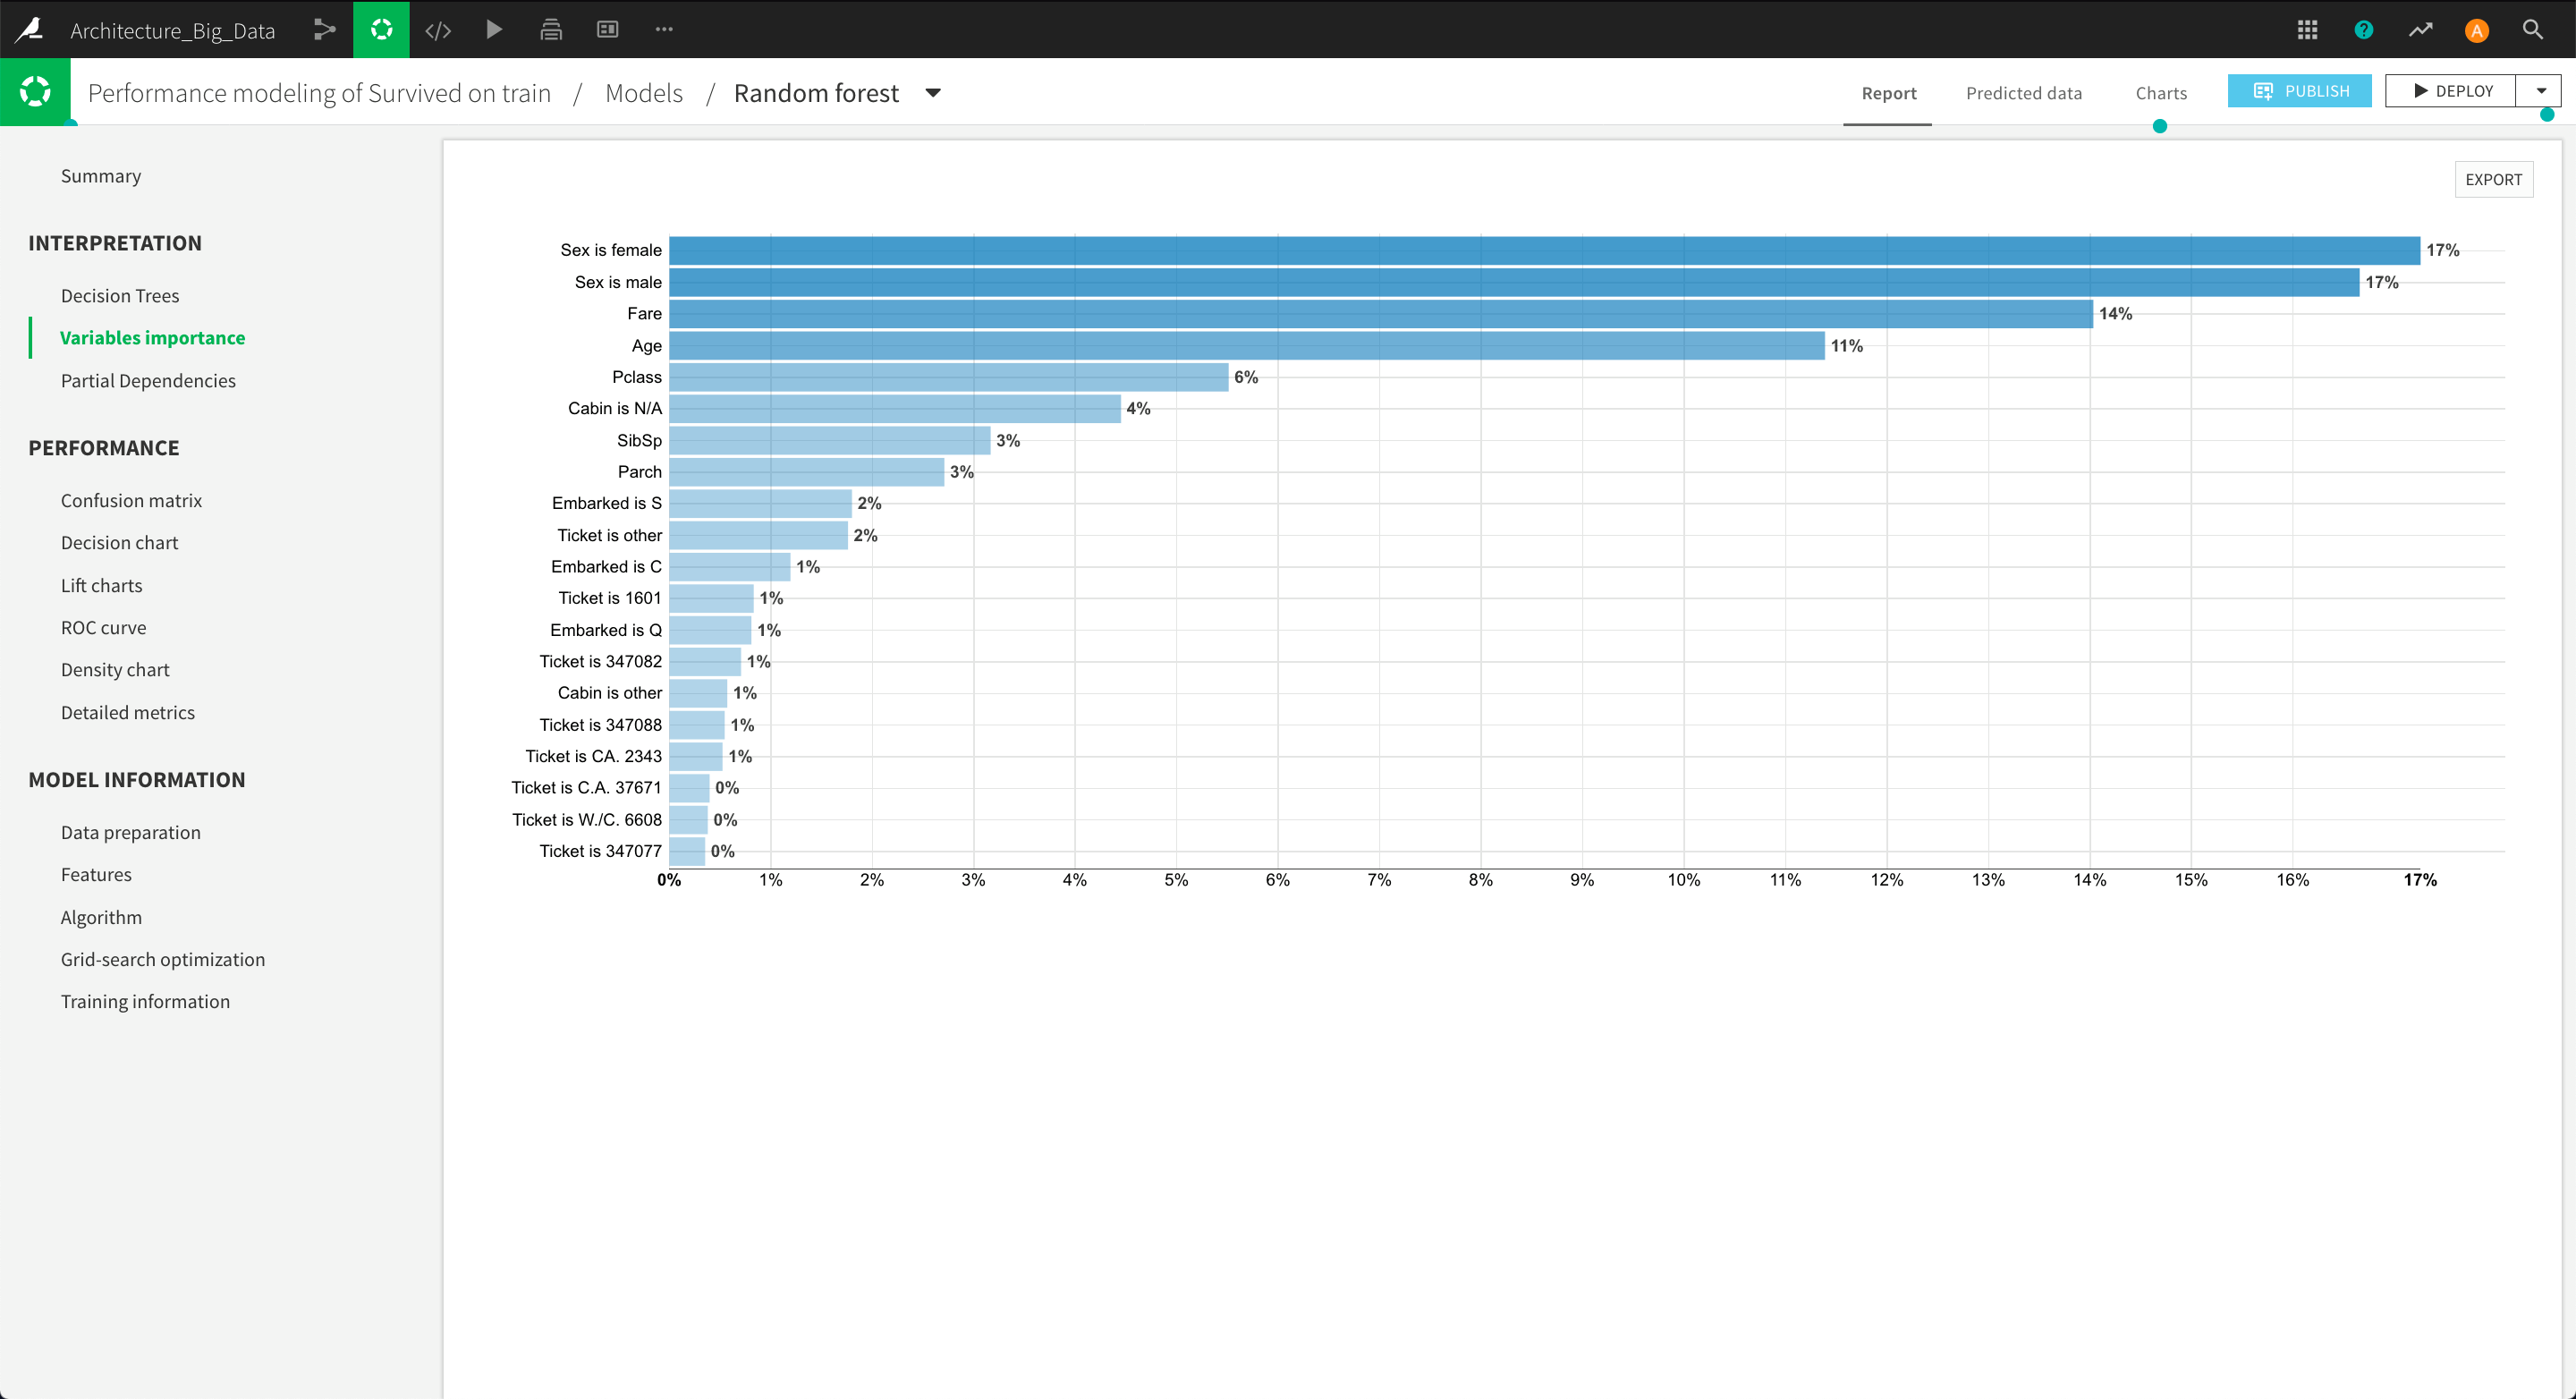 Architecture_Big_Data
?
A
Performance modeling of Survived on train / Models / Random forest
Report
Predicted data
Charts
PUBLISH
DEPLOY
Summary
INTERPRETATION
Decision Trees
Variables importance
Partial Dependencies
PERFORMANCE
Confusion matrix
Decision chart
Lift charts
ROC curve
Density chart
Detailed metrics
MODEL INFORMATION
Data preparation
Features
Algorithm
Grid-search optimization
Training information
EXPORT
Sex is female 17%
Sex is male 17%
Fare 14%
Age 11%
Pclass 6%
Cabin is N/A 4%
SibSp 3%
Parch 3%
Embarked is S 2%
Ticket is other 2%
Embarked is C 1%
Ticket is 1601 1%
Embarked is Q 1%
Ticket is 347082 1%
Cabin is other 1%
Ticket is 347088 1%
Ticket is CA. 2343 1%
Ticket is C.A. 37671 0%
Ticket is W./C. 6608 0%
Ticket is 347077 0%
0% 1% 2% 3% 4% 5% 6% 7% 8% 9% 10% 11% 12% 13% 14% 15% 16% 17%